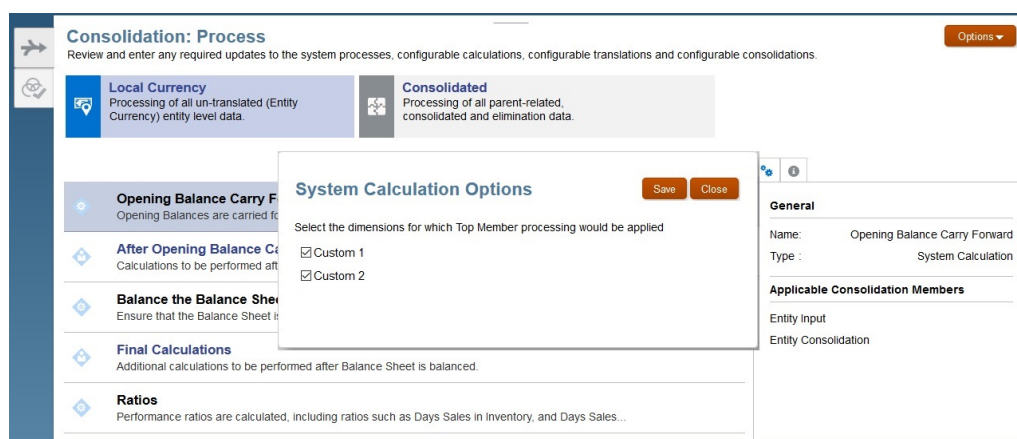 Consolidation: Process
Options
Review and enter any required updates to the system processes, configurable calculations, configurable translations and configurable consolidations.
Local Currency
Processing of all un-translated (Entity
Currency) entity level data.
Consolidated
Processing of all parent-related,
consolidated and elimination data.
Opening Balance Carry F
Opening Balances are carried fo
After Opening Balance Ca
Calculations to be performed aft
Balance the Balance Shee
Ensure that the Balance Sheet is
Final Calculations
Additional calculations to be performed after Balance Sheet is balanced.
Ratios
Performance ratios are calculated, including ratios such as Days Sales in Inventory, and Days Sales...
System Calculation Options
Save
Close
Select the dimensions for which Top Member processing would be applied
Custom 1
Custom 2
General
Name: Opening Balance Carry Forward
Type : System Calculation
Applicable Consolidation Members
Entity Input
Entity Consolidation